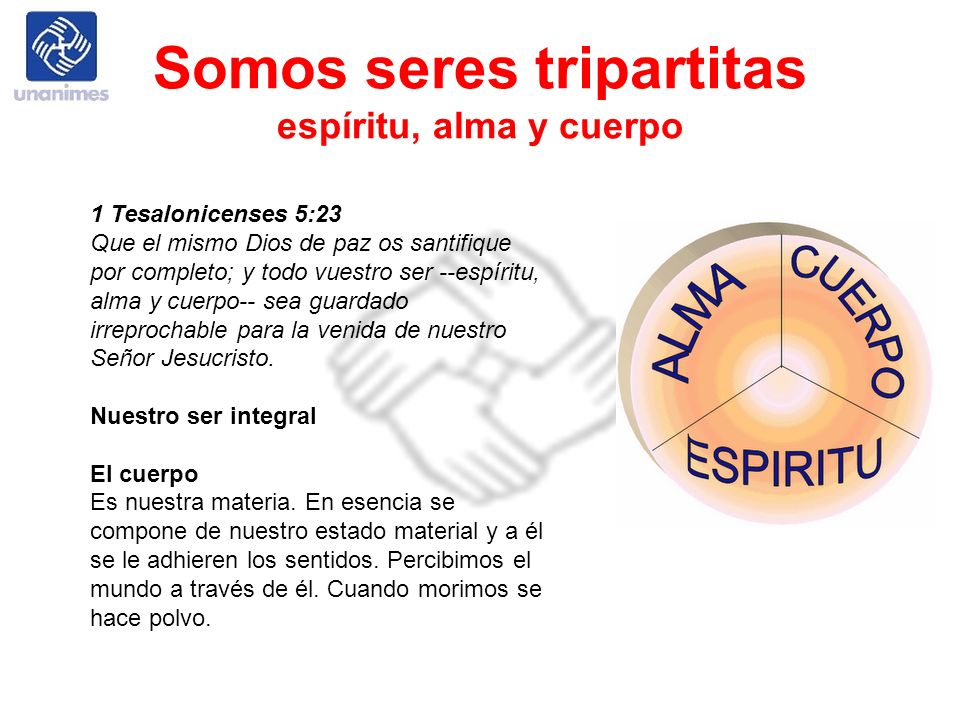 unanimes
Somos seres tripartitas
espíritu, alma y cuerpo
1 Tesalonicenses 5:23
Que el mismo Dios de paz os santifique
por completo; y todo vuestro ser --espíritu,
alma y cuerpo-- sea guardado
irreprochable para la venida de nuestro
Señor Jesucristo.
Nuestro ser integral
El cuerpo
Es nuestra materia. En esencia se
compone de nuestro estado material y a él
se le adhieren los sentidos. Percibimos el
mundo a través de él. Cuando morimos se
hace polvo.
ALMA
CUERPO
ESPIRITU